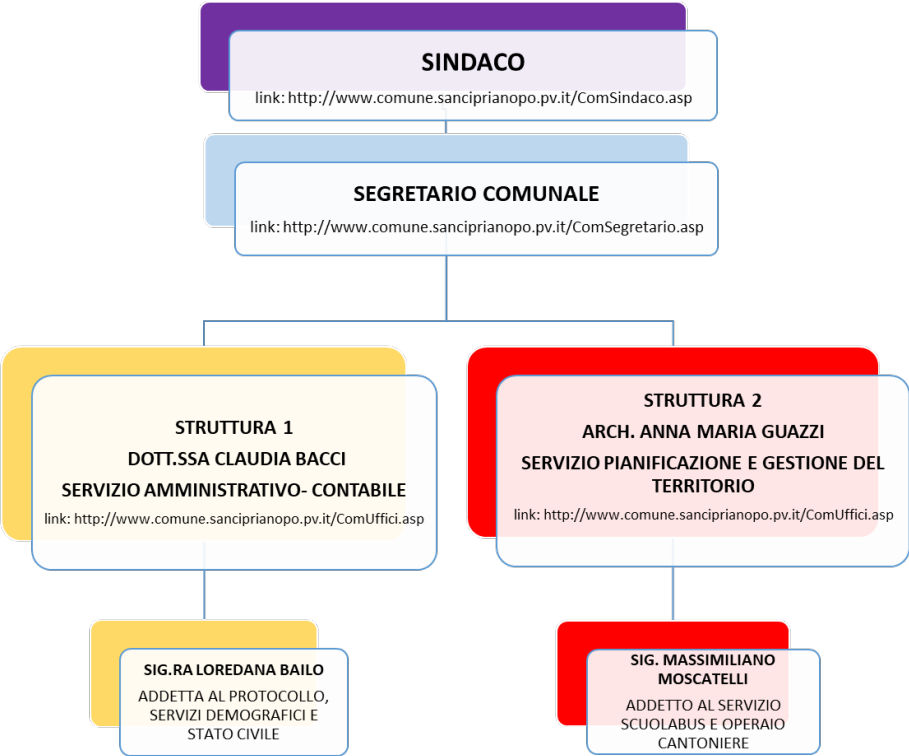 SINDACO
link: http://www.comune.sanciprianopo.pv.it/ComSindaco.asp
SEGRETARIO COMUNALE
link: http://www.comune.sanciprianopo.pv.it/ComSegretario.asp
STRUTTURA 1
DOTT.SSA CLAUDIA BACCI
SERVIZIO AMMINISTRATIVO- CONTABILE
link: http://www.comune.sanciprianopo.pv.it/ComUffici.asp
STRUTTURA 2
ARCH. ANNA MARIA GUAZZI
SERVIZIO PIANIFICAZIONE E GESTIONE DEL
TERRITORIO
link: http://www.comune.sanciprianopo.pv.it/ComUffici.asp
SIG.RA LOREDANA BAILO
ADDETTA AL PROTOCOLLO,
SERVIZI DEMOGRAFICI E
STATO CIVILE
SIG. MASSIMILIANO
MOSCATELLI
ADDETTO AL SERVIZIO
SCUOLABUS E OPERAIO
CANTONIERE